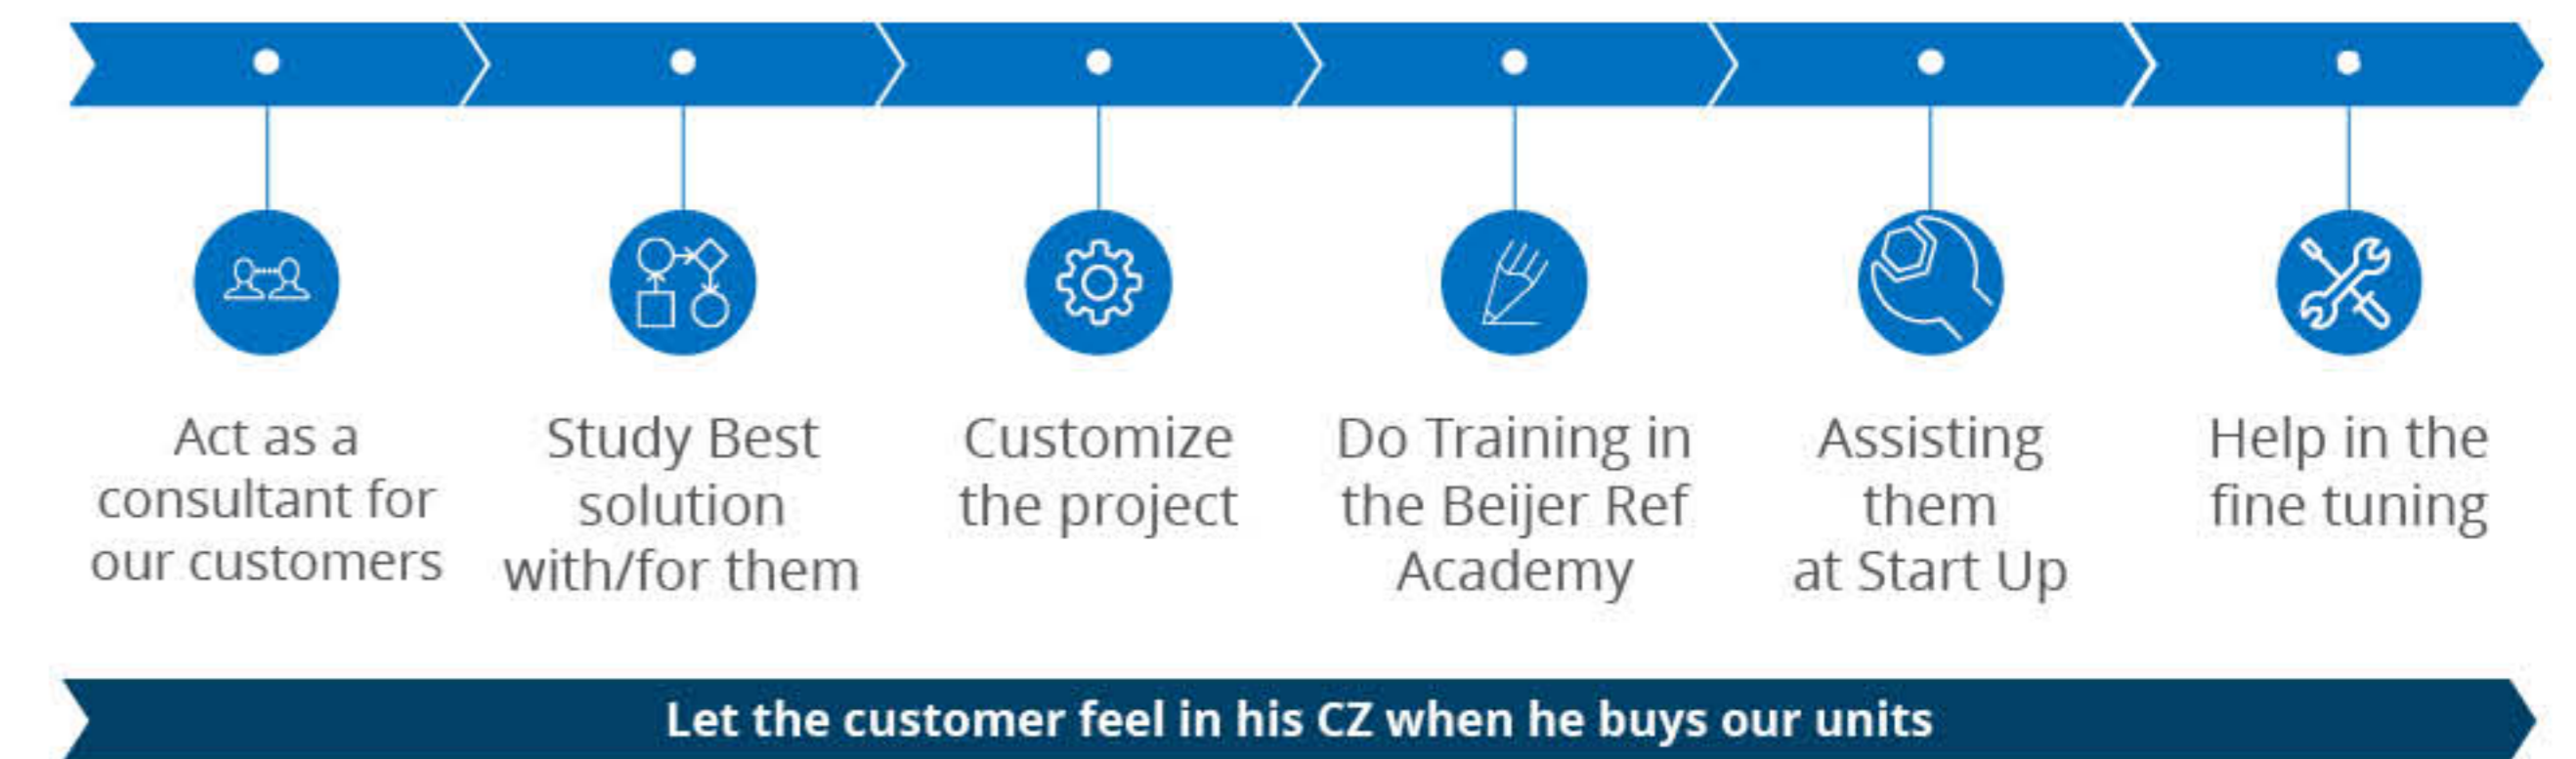 Act as a
consultant for
our customers
Study Best
solution
with/for them
Customize
the project
Do Training in
the Beijer Ref
Academy
Assisting
them
at Start Up
Help in the
fine tuning
Let the customer feel in his CZ when he buys our units